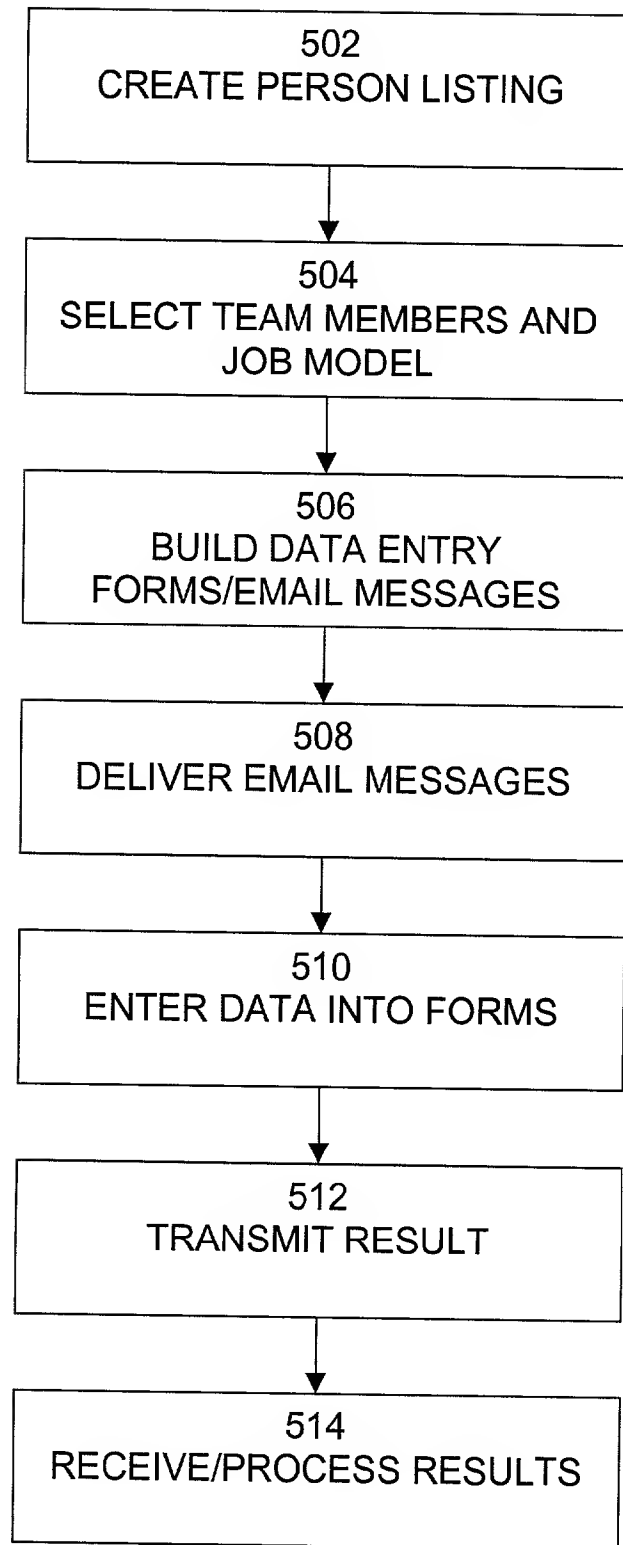 502
CREATE PERSON LISTING
504
SELECT TEAM MEMBERS AND
JOB MODEL
506
BUILD DATA ENTRY
FORMS/EMAIL MESSAGES
508
DELIVER EMAIL MESSAGES
510
ENTER DATA INTO FORMS
512
TRANSMIT RESULT
514
RECEIVE/PROCESS RESULTS